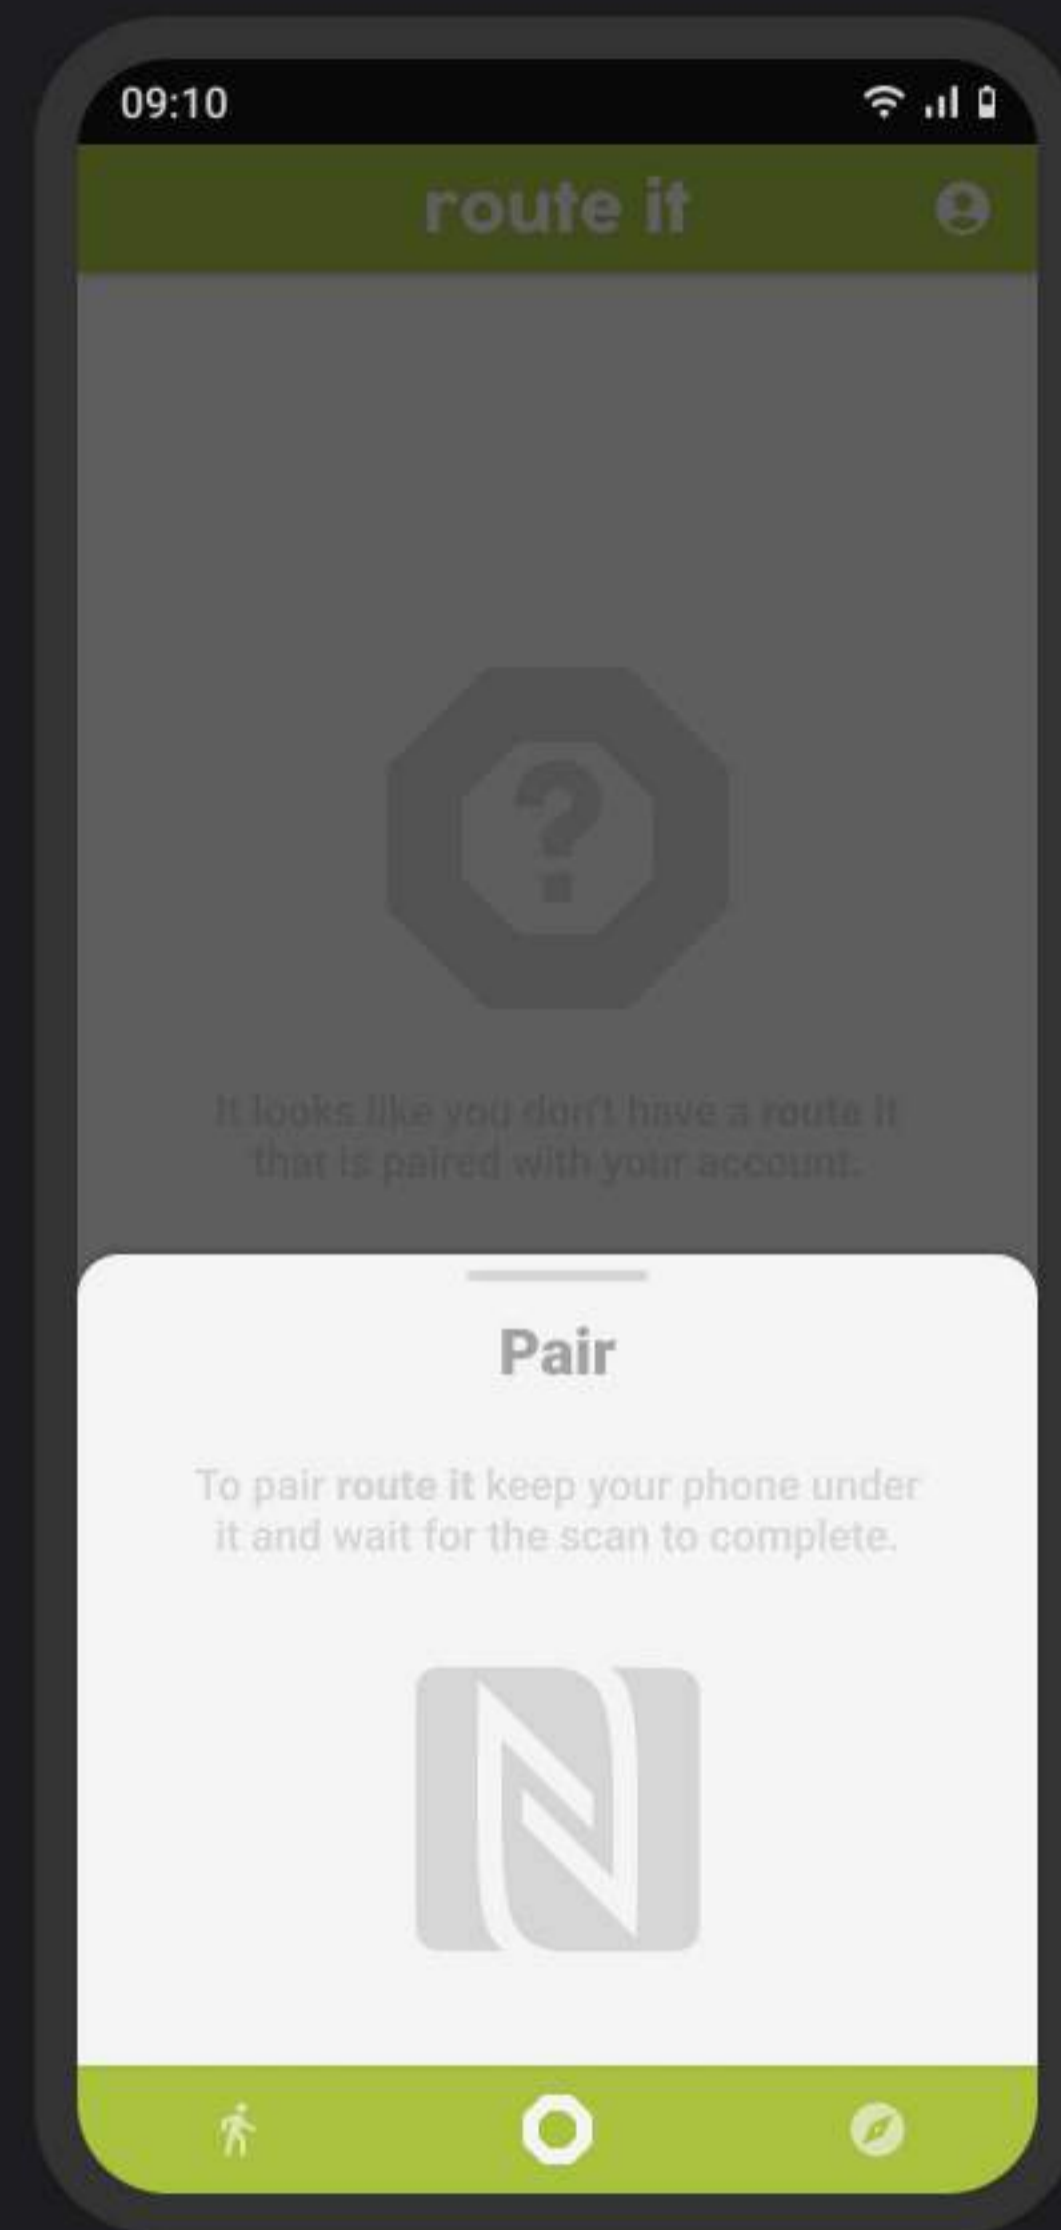 09:10
route it
?
It looks like you don't have a route it
that is paired with your account.
Pair
To pair route it keep your phone under
it and wait for the scan to complete.